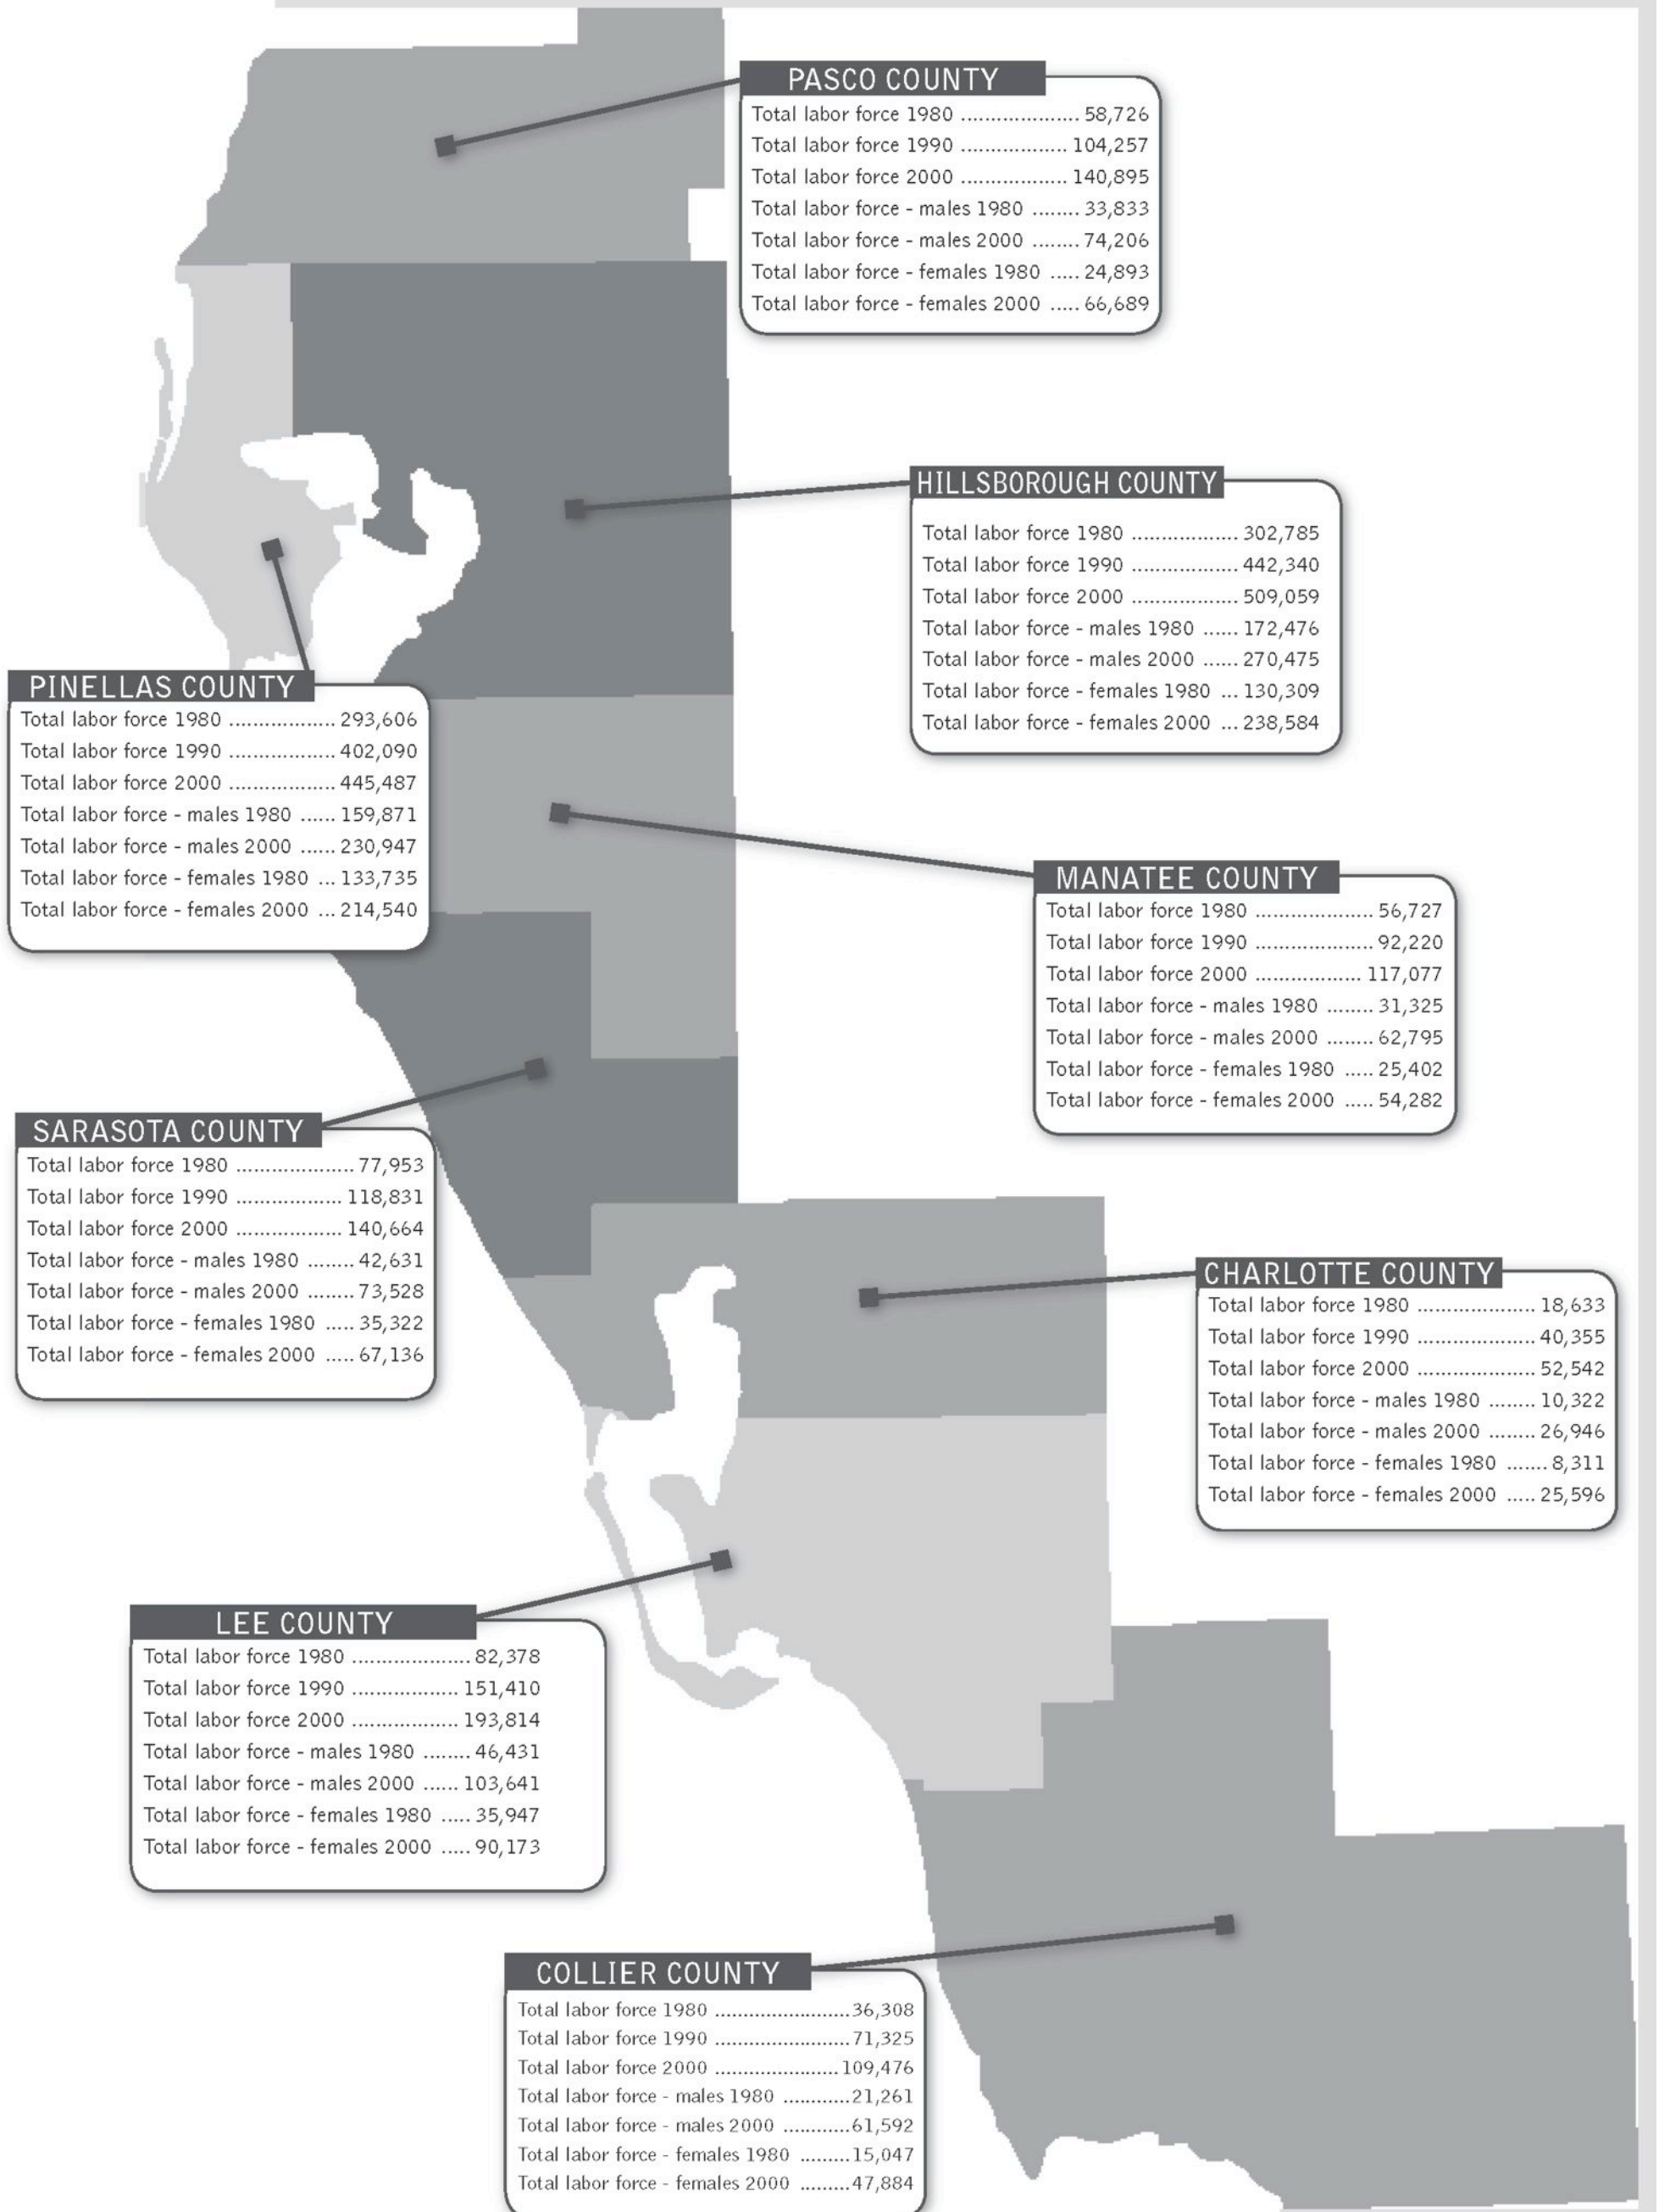 PASCO COUNTY
Total labor force 1980 .................... 58,726
Total labor force 1990 .................. 104,257
Total labor force 2000 .................. 140,895
Total labor force - males 1980 ........ 33,833
Total labor force - males 2000 ........ 74,206
Total labor force - females 1980 ..... 24,893
Total labor force - females 2000 ..... 66,689
HILLSBOROUGH COUNTY
Total labor force 1980 .................. 302,785
Total labor force 1990 .................. 442,340
Total labor force 2000 .................. 509,059
Total labor force - males 1980 ...... 172,476
Total labor force - males 2000 ...... 270,475
Total labor force - females 1980 ... 130,309
Total labor force - females 2000 ... 238,584
PINELLAS COUNTY
Total labor force 1980 .................. 293,606
Total labor force 1990 .................. 402,090
Total labor force 2000 .................. 445,487
Total labor force - males 1980 ...... 159,871
Total labor force - males 2000 ...... 230,947
Total labor force - females 1980 ... 133,735
Total labor force - females 2000 ... 214,540
MANATEE COUNTY
Total labor force 1980 .................... 56,727
Total labor force 1990 .................... 92,220
Total labor force 2000 .................. 117,077
Total labor force - males 1980 ........ 31,325
Total labor force - males 2000 ........ 62,795
Total labor force - females 1980 ..... 25,402
Total labor force - females 2000 ..... 54,282
SARASOTA COUNTY
Total labor force 1980 .................... 77,953
Total labor force 1990 .................. 118,831
Total labor force 2000 .................. 140,664
Total labor force - males 1980 ........ 42,631
Total labor force - males 2000 ........ 73,528
Total labor force - females 1980 ..... 35,322
Total labor force - females 2000 ..... 67,136
CHARLOTTE COUNTY
Total labor force 1980 .................... 18,633
Total labor force 1990 .................... 40,355
Total labor force 2000 .................... 52,542
Total labor force - males 1980 ........ 10,322
Total labor force - males 2000 ........ 26,946
Total labor force - females 1980 ....... 8,311
Total labor force - females 2000 ..... 25,596
LEE COUNTY
Total labor force 1980 .................... 82,378
Total labor force 1990 .................. 151,410
Total labor force 2000 .................. 193,814
Total labor force - males 1980 ........ 46,431
Total labor force - males 2000 ...... 103,641
Total labor force - females 1980 ..... 35,947
Total labor force - females 2000 ..... 90,173
COLLIER COUNTY
Total labor force 1980 .......................36,308
Total labor force 1990 .......................71,325
Total labor force 2000 .....................109,476
Total labor force - males 1980 ............21,261
Total labor force - males 2000 ............61,592
Total labor force - females 1980 .........15,047
Total labor force - females 2000 .........47,884